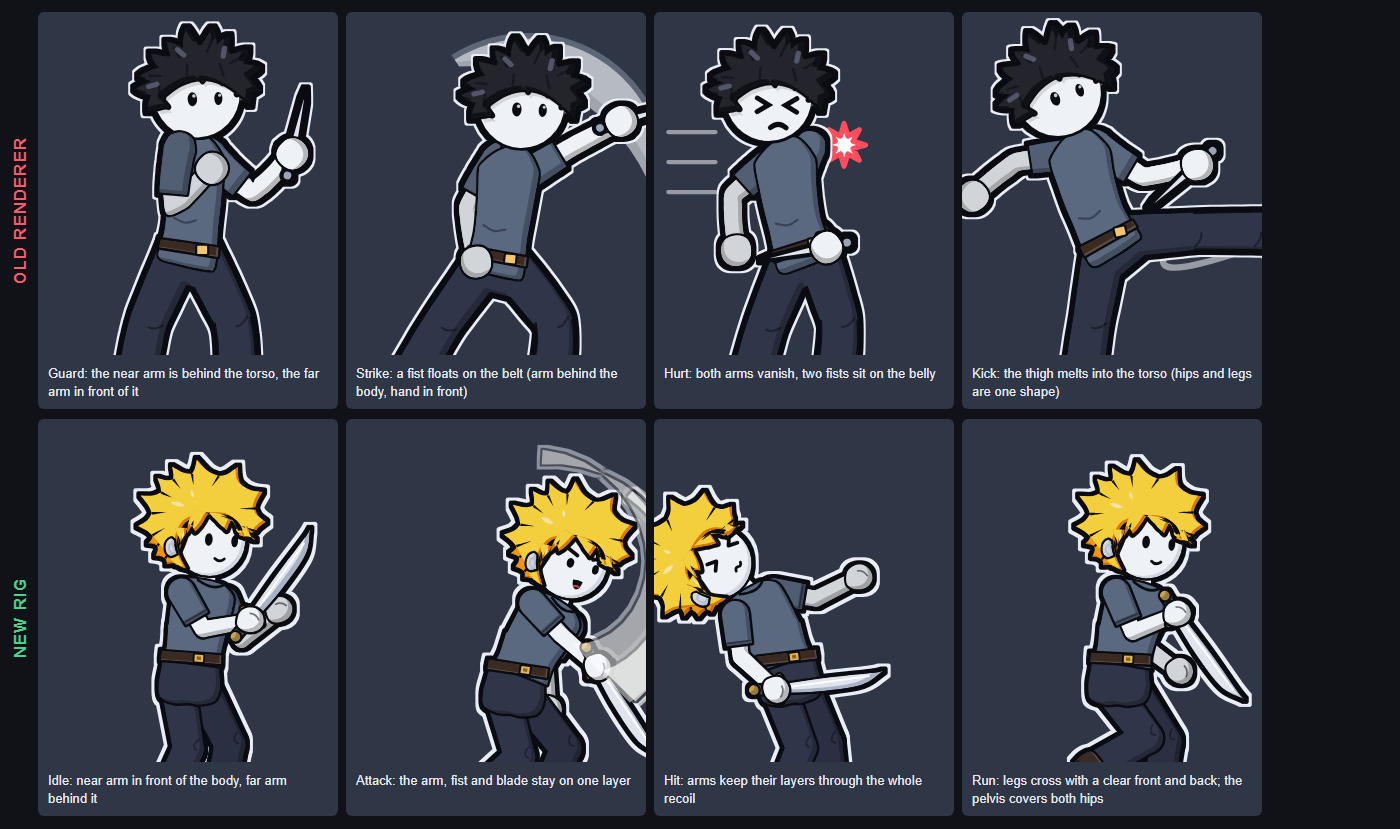 OLD RENDERER
Guard: the near arm is behind the torso, the far
arm in front of it
Strike: a fist floats on the belt (arm behind the
body, hand in front)
Hurt: both arms vanish, two fists sit on the belly
Kick: the thigh melts into the torso (hips and legs
are one shape)
NEW RIG
Idle: near arm in front of the body, far arm
behind it
Attack: the arm, fist and blade stay on one layer
Hit: arms keep their layers through the whole
recoil
Run: legs cross with a clear front and back; the
pelvis covers both hips